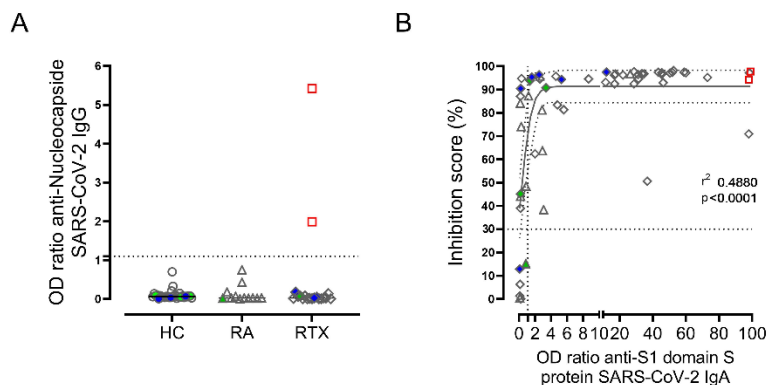 A
OD ratio anti-Nucleocapside
SARS-CoV-2 IgG
6
5
4
3
2
1
0
HC RA RTX
B
Inhibition score (%)
100
90
80
70
60
50
40
30
20
10
0
r² 0.4880
p<0.0001
0 2 4 6 8 10 20 40 60 80 100
OD ratio anti-S1 domain S
protein SARS-CoV-2 IgA